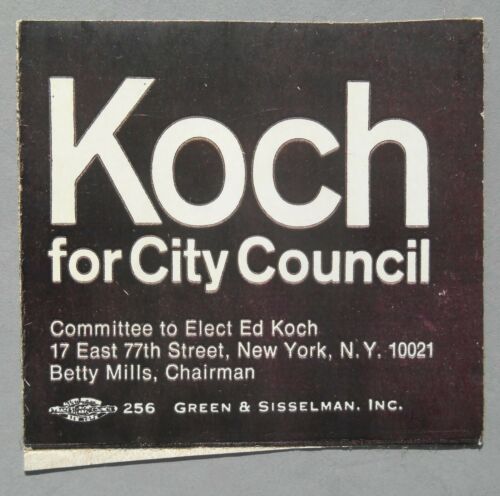 Koch
for City Council
Committee to Elect Ed Koch
17 East 77th Street, New York, N.Y. 10021
Betty Mills, Chairman
256 GREEN & SISSELMAN, INC.